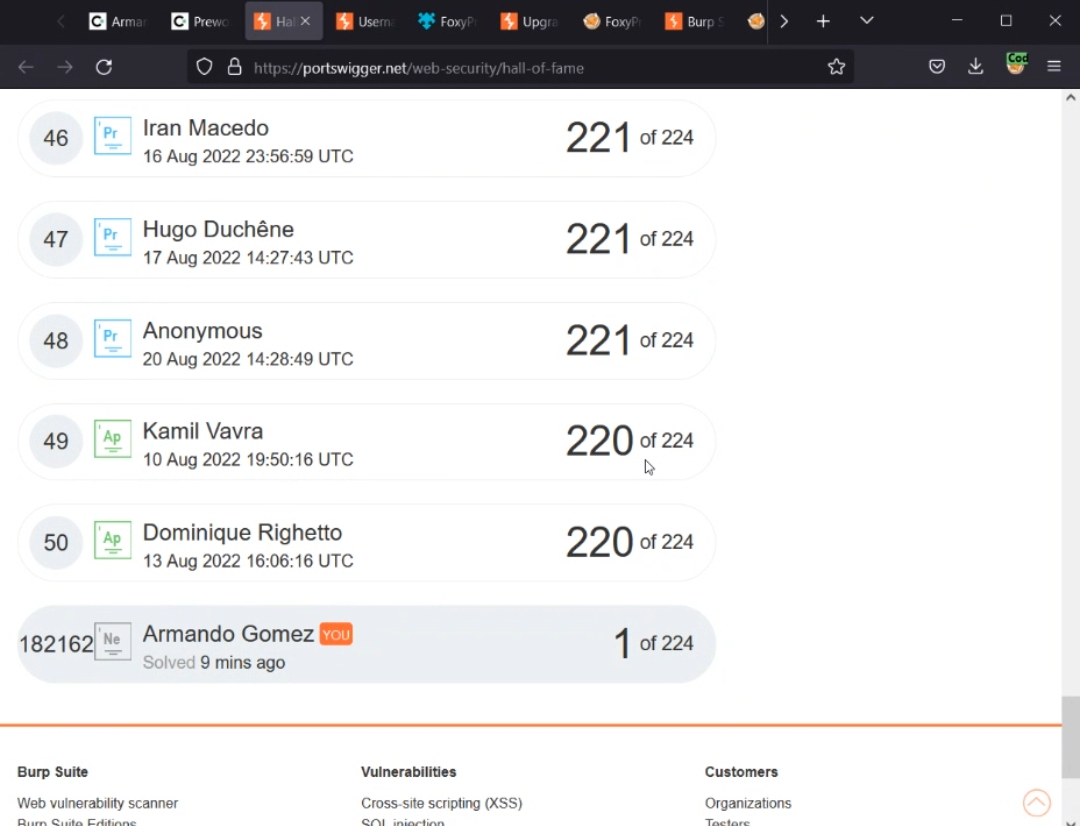 Armar
Prewo
Hal
Userna
FoxyP
Upgra
FoxyPr
Burp S
https://portswigger.net/web-security/hall-of-fame
Cod
46
Pr
Iran Macedo
16 Aug 2022 23:56:59 UTC
221 of 224
47
Pr
Hugo Duchêne
17 Aug 2022 14:27:43 UTC
221 of 224
48
Pr
Anonymous
20 Aug 2022 14:28:49 UTC
221 of 224
49
Ap
Kamil Vavra
10 Aug 2022 19:50:16 UTC
220 of 224
50
Ap
Dominique Righetto
13 Aug 2022 16:06:16 UTC
220 of 224
182162
Ne
Armando Gomez YOU
Solved 9 mins ago
1 of 224
Burp Suite
Vulnerabilities
Customers
Web vulnerability scanner
Cross-site scripting (XSS)
Organizations
Burp Suite Editions
SQL injection
Testers